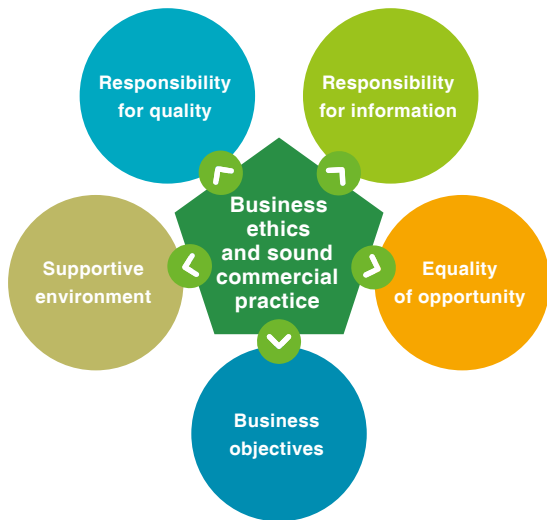 Responsibility
for quality
Responsibility
for information
Business
ethics
and sound
commercial
practice
Supportive
environment
Equality
of opportunity
Business
objectives